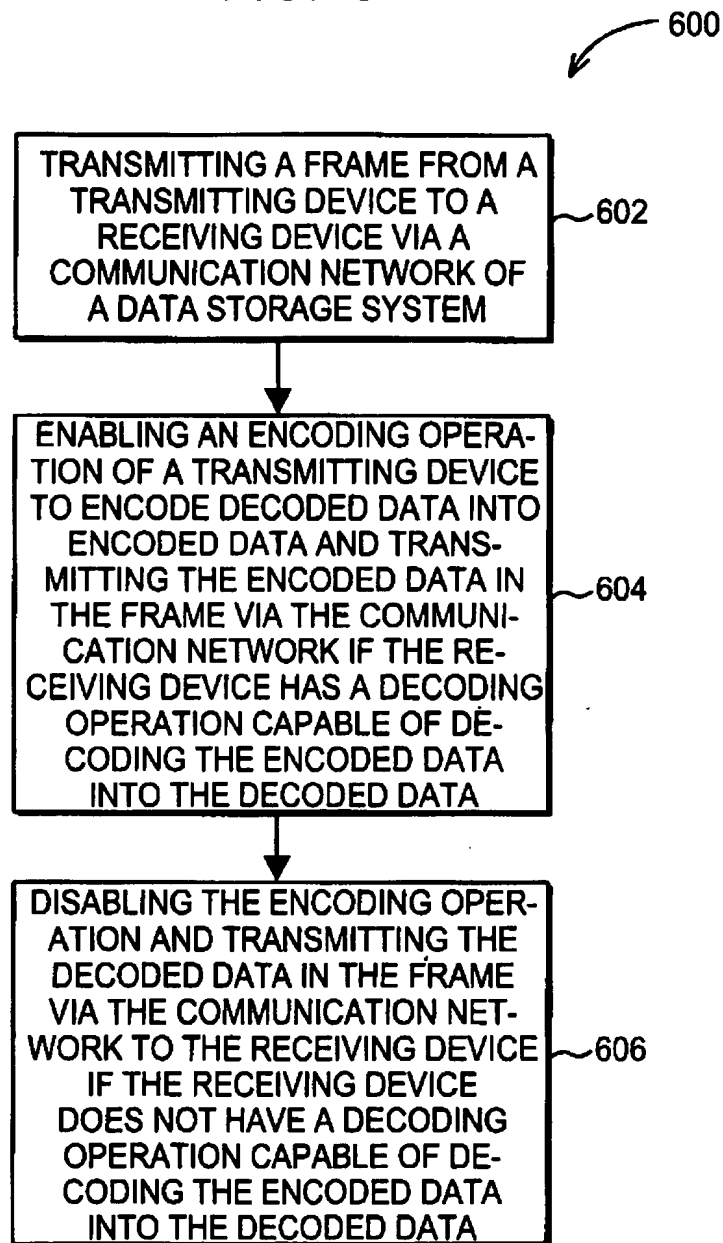 600
TRANSMITTING A FRAME FROM A
TRANSMITTING DEVICE TO A
RECEIVING DEVICE VIA A
COMMUNICATION NETWORK OF
A DATA STORAGE SYSTEM
602
ENABLING AN ENCODING OPERA-
TION OF A TRANSMITTING DEVICE
TO ENCODE DECODED DATA INTO
ENCODED DATA AND TRANS-
MITTING THE ENCODED DATA IN
THE FRAME VIA THE COMMUNI-
CATION NETWORK IF THE RE-
CEIVING DEVICE HAS A DECODING
OPERATION CAPABLE OF DE-
CODING THE ENCODED DATA
INTO THE DECODED DATA
604
DISABLING THE ENCODING OPER-
ATION AND TRANSMITTING THE
DECODED DATA IN THE FRAME
VIA THE COMMUNICATION NET-
WORK TO THE RECEIVING DEVICE
IF THE RECEIVING DEVICE
DOES NOT HAVE A DECODING
OPERATION CAPABLE OF DE-
CODING THE ENCODED DATA
INTO THE DECODED DATA
606